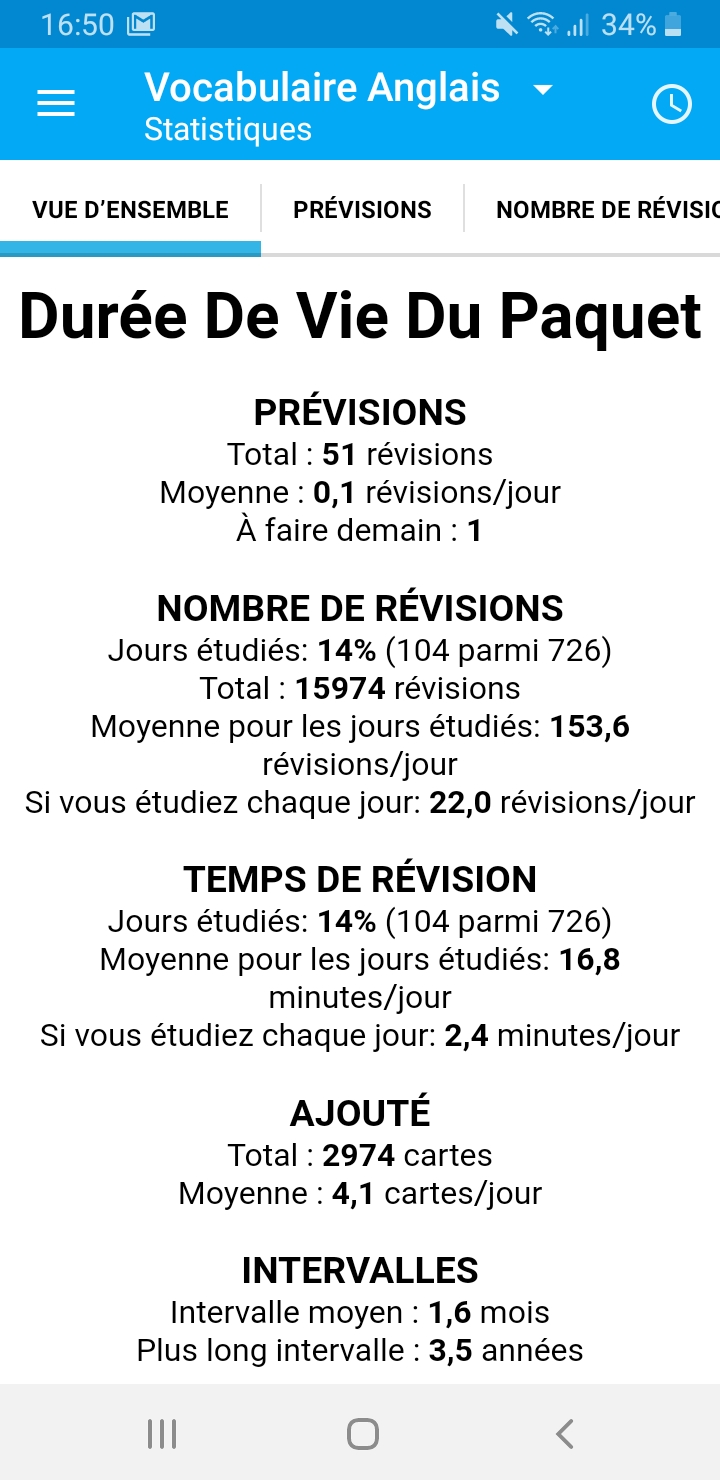 16:50
34%
Vocabulaire Anglais
Statistiques
VUE D’ENSEMBLE
PRÉVISIONS
NOMBRE DE RÉVISIO
Durée De Vie Du Paquet
PRÉVISIONS
Total : 51 révisions
Moyenne : 0,1 révisions/jour
À faire demain : 1
NOMBRE DE RÉVISIONS
Jours étudiés: 14% (104 parmi 726)
Total : 15974 révisions
Moyenne pour les jours étudiés: 153,6
révisions/jour
Si vous étudiez chaque jour: 22,0 révisions/jour
TEMPS DE RÉVISION
Jours étudiés: 14% (104 parmi 726)
Moyenne pour les jours étudiés: 16,8
minutes/jour
Si vous étudiez chaque jour: 2,4 minutes/jour
AJOUTÉ
Total : 2974 cartes
Moyenne : 4,1 cartes/jour
INTERVALLES
Intervalle moyen : 1,6 mois
Plus long intervalle : 3,5 années